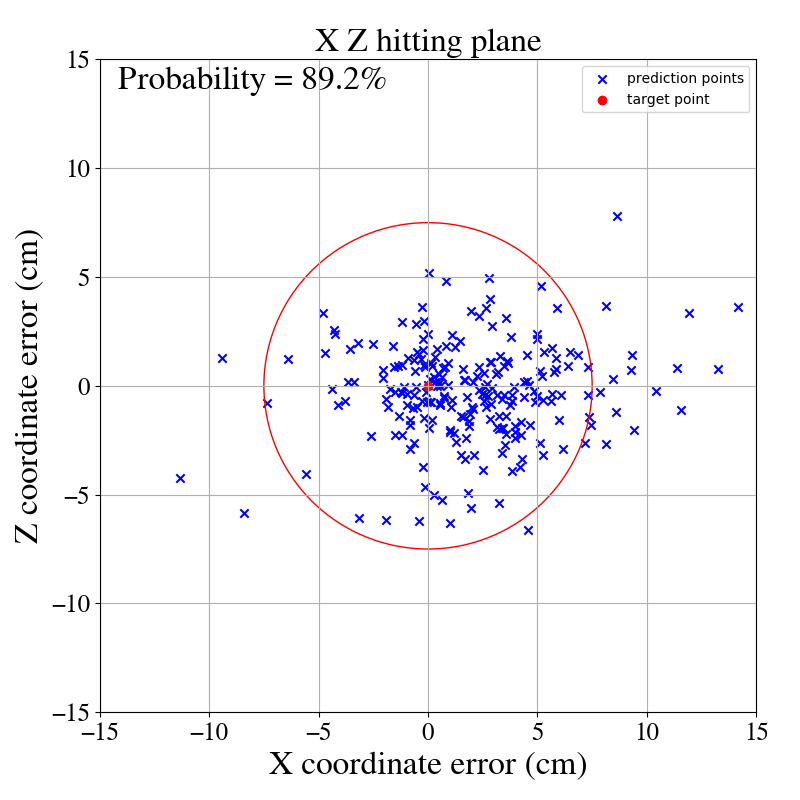 X Z hitting plane
Probability = 89.2%
prediction points
target point
15
10
5
0
−5
−10
−15
−15 −10 −5 0 5 10 15
X coordinate error (cm)
Z coordinate error (cm)